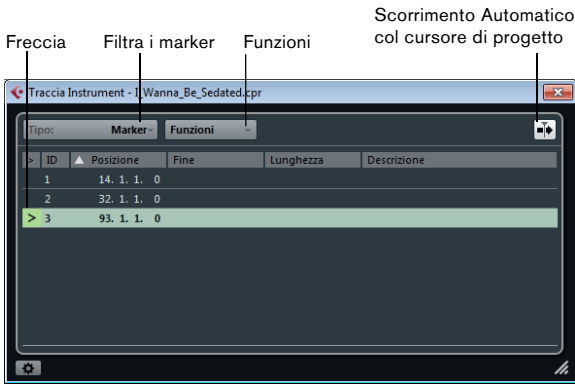 Scorrimento Automatico
col cursore di progetto
Freccia Filtra i marker Funzioni
Traccia Instrument - I_Wanna_Be_Sedated.cpr
Tipo: Marker Funzioni
> ID Posizione Fine Lunghezza Descrizione
1 14. 1. 1. 0
2 32. 1. 1. 0
> 3 93. 1. 1. 0